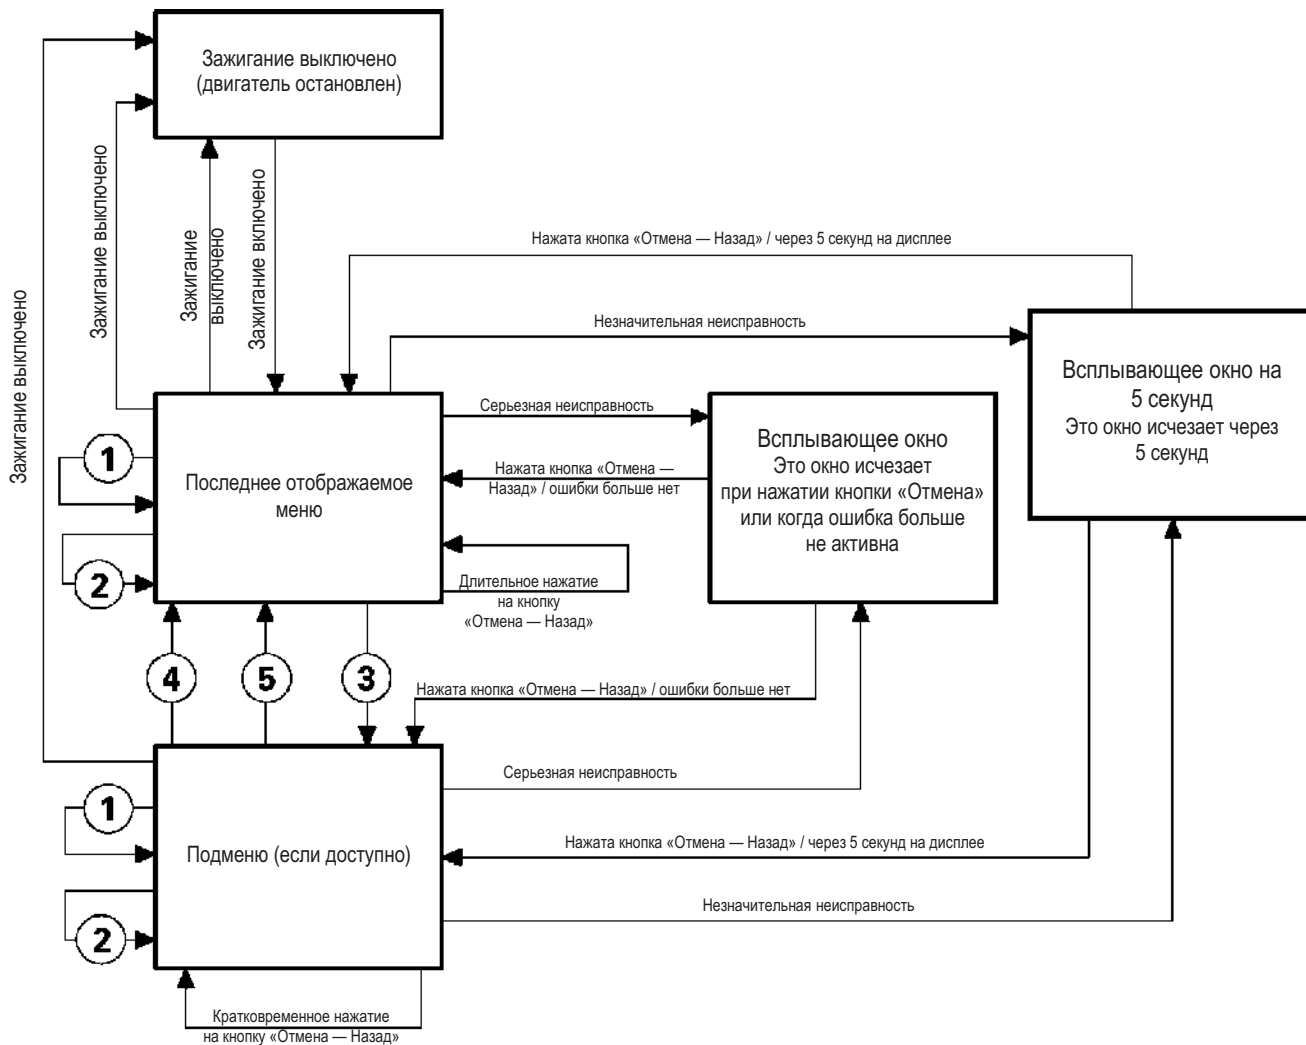 Зажигание выключено
(двигатель остановлен)
Зажигание выключено
Зажигание выключено
Зажигание
выключено
Зажигание включено
Нажата кнопка «Отмена — Назад» / через 5 секунд на дисплее
Незначительная неисправность
Всплывающее окно на
5 секунд
Это окно исчезает через
5 секунд
Серьезная неисправность
Всплывающее окно
Это окно исчезает
при нажатии кнопки «Отмена»
или когда ошибка больше
не активна
Нажата кнопка «Отмена —
Назад» / ошибки больше нет
1
Последнее отображаемое
меню
2
Длительное нажатие
на кнопку
«Отмена — Назад»
4
5
3
Нажата кнопка «Отмена — Назад» / ошибки больше нет
Серьезная неисправность
1
Подменю (если доступно)
Нажата кнопка «Отмена — Назад» / через 5 секунд на дисплее
Незначительная неисправность
2
Кратковременное нажатие
на кнопку «Отмена — Назад»